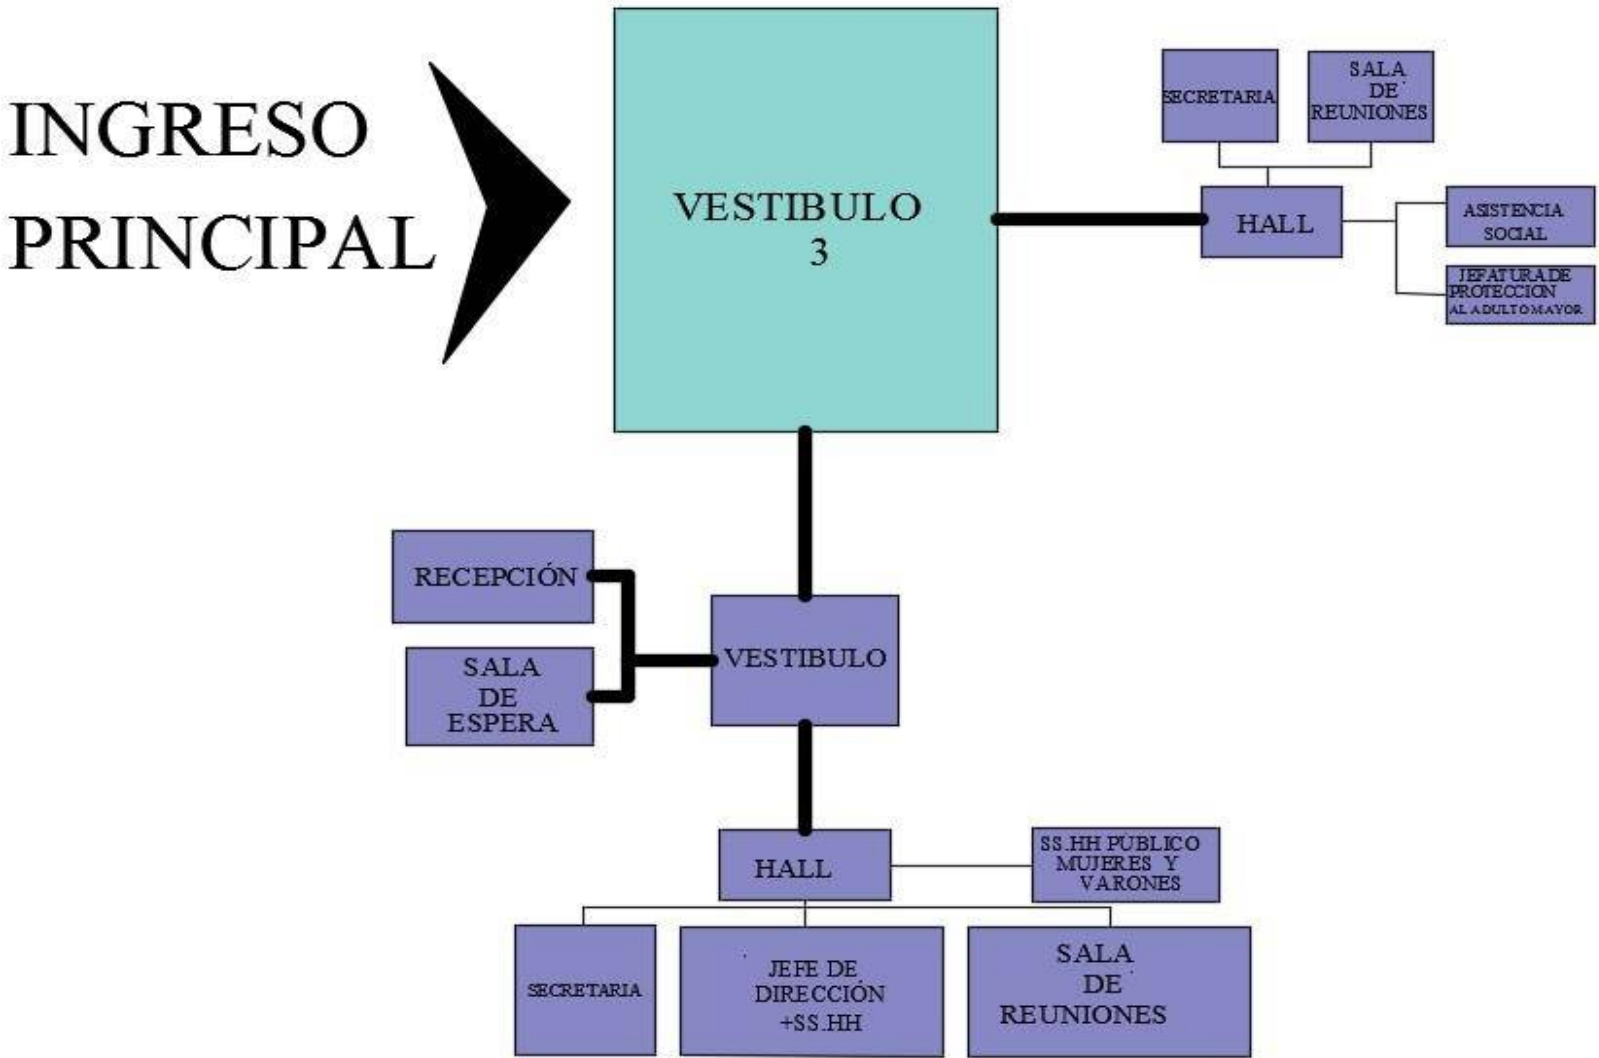 INGRESO
PRINCIPAL
VESTIBULO
3
SECRETARIA
SALA
DE
REUNIONES
HALL
ASISTENCIA
SOCIAL
JEFATURA DE
PROTECCION
AL ADULTO MAYOR
RECEPCIÓN
SALA
DE
ESPERA
VESTIBULO
HALL
SS.HH PÚBLICO
MUJERES Y
VARONES
SECRETARIA
JEFE DE
DIRECCIÓN
+SS.HH
SALA
DE
REUNIONES